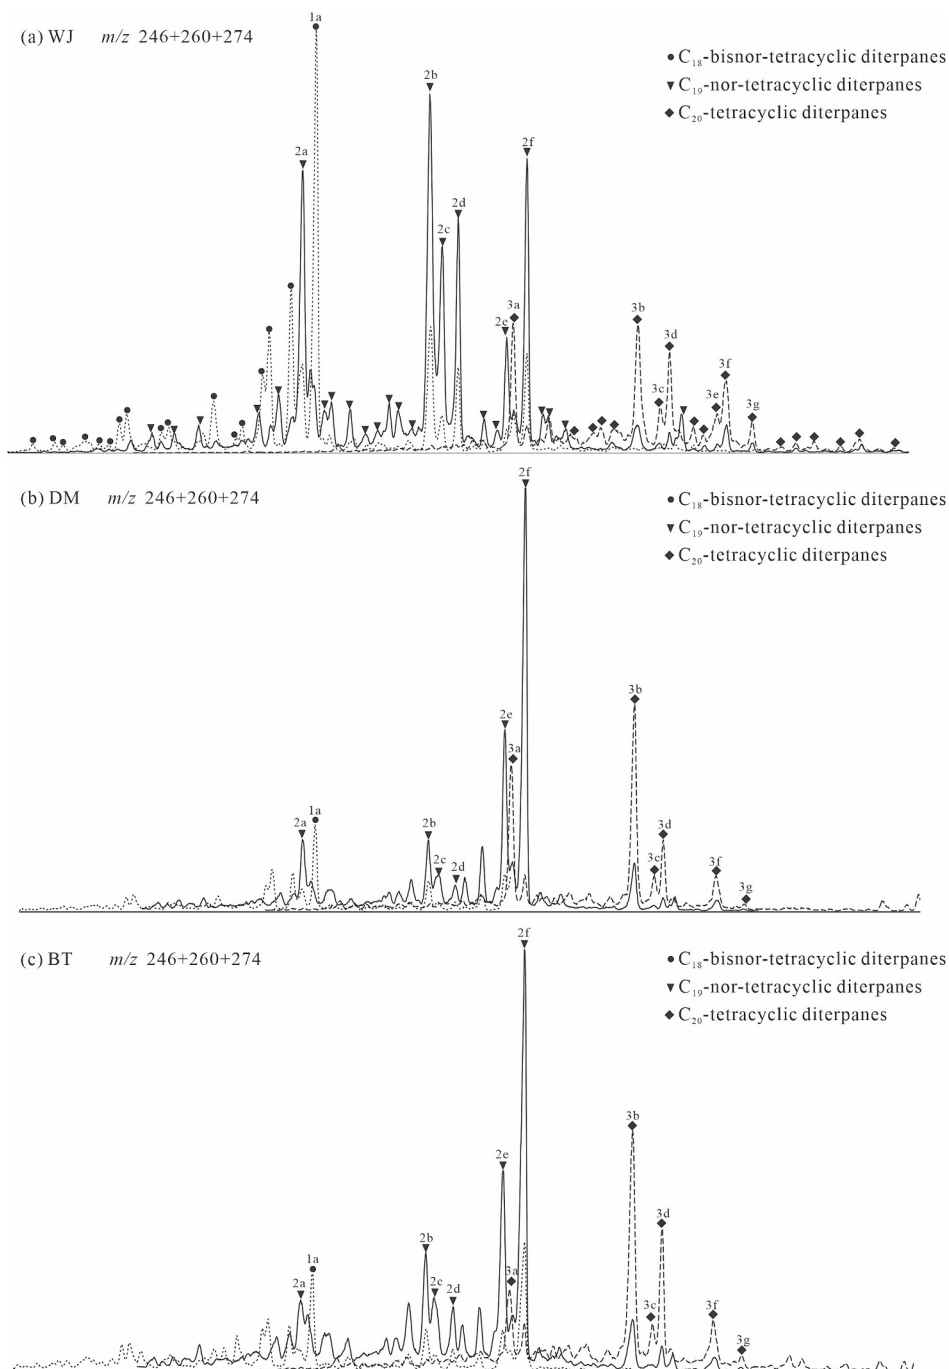 (a) WJ m/z 246+260+274
● C₁₈-bisnor-tetracyclic diterpanes
▼ C₁₉-nor-tetracyclic diterpanes
◆ C₂₀-tetracyclic diterpanes
1a
2b
2f
2a
2d
2c
3a
2e
3b
3d
3f
3c
3e
3g
(b) DM m/z 246+260+274
● C₁₈-bisnor-tetracyclic diterpanes
▼ C₁₉-nor-tetracyclic diterpanes
◆ C₂₀-tetracyclic diterpanes
2f
3b
2e
3a
1a
2a
2b
3d
2c
3c
2d
3f
3g
(c) BT m/z 246+260+274
● C₁₈-bisnor-tetracyclic diterpanes
▼ C₁₉-nor-tetracyclic diterpanes
◆ C₂₀-tetracyclic diterpanes
2f
3b
2e
3d
2b
1a
3a
2a
2c
2d
3c
3f
3g